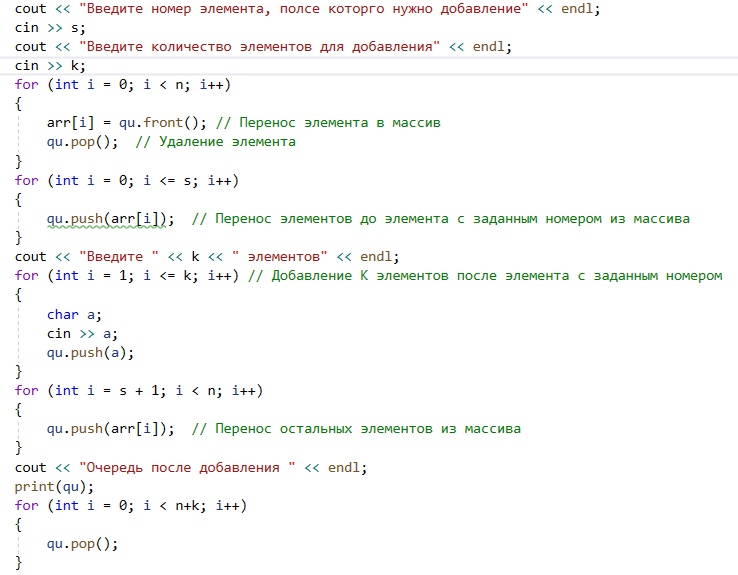 cout << "Введите номер элемента, полсе которго нужно добавление" << endl;
cin >> s;
cout << "Введите количество элементов для добавления" << endl;
cin >> k;
for (int i = 0; i < n; i++)
{
    arr[i] = qu.front(); // Перенос элемента в массив
    qu.pop();  // Удаление элемента
}
for (int i = 0; i <= s; i++)
{
    qu.push(arr[i]);  // Перенос элементов до элемента с заданным номером из массива
}
cout << "Введите " << k << " элементов" << endl;
for (int i = 1; i <= k; i++) // Добавление К элементов после элемента с заданным номером
{
    char a;
    cin >> a;
    qu.push(a);
}
for (int i = s + 1; i < n; i++)
{
    qu.push(arr[i]);  // Перенос остальных элементов из массива
}
cout << "Очередь после добавления " << endl;
print(qu);
for (int i = 0; i < n+k; i++)
{
    qu.pop();
}